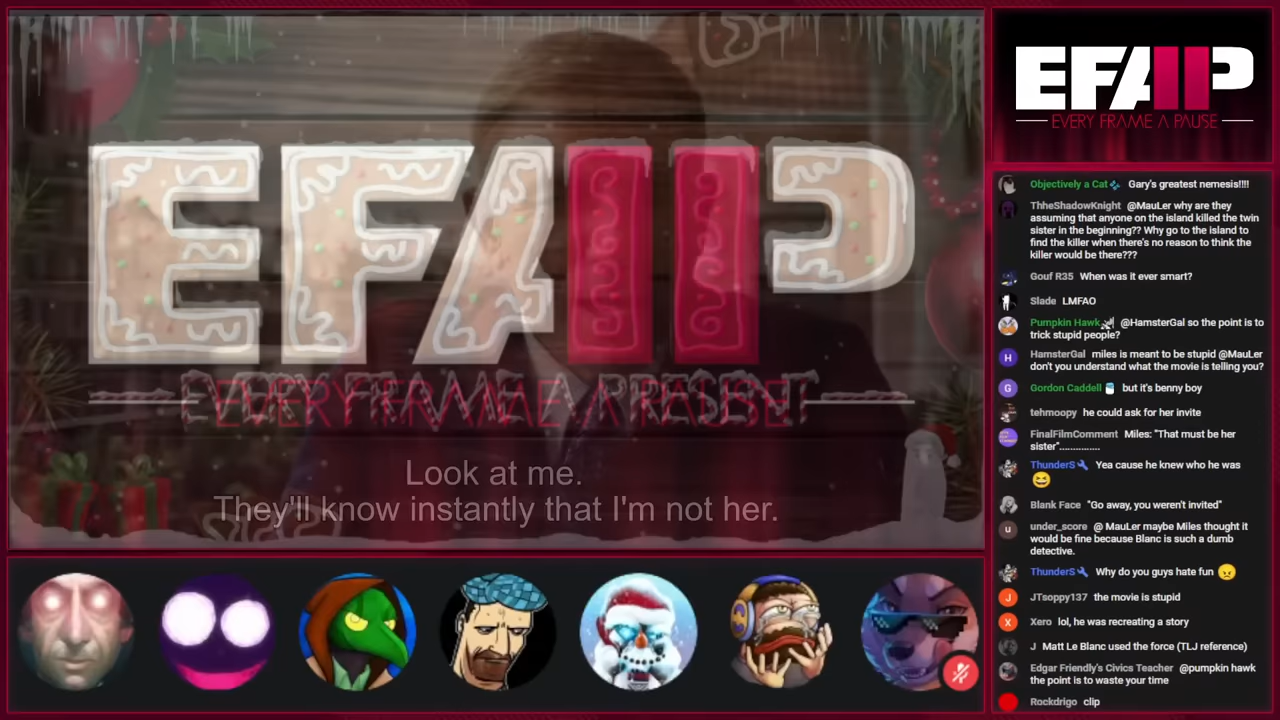 EFAP
EVERY FRAME A PAUSE
Look at me.
They'll know instantly that I'm not her.
EFAP
EVERY FRAME A PAUSE
Objectively a Cat Gary's greatest nemesis!!!!
ThheShadowKnight @MauLer why are they
assuming that anyone on the island killed the twin
sister in the beginning?? Why go to the island to
find the killer when there's no reason to think the
killer would be there???
Gouf R35 When was it ever smart?
Slade LMFAO
Pumpkin Hawk @HamsterGal so the point is to
trick stupid people?
H
HamsterGal miles is meant to be stupid @MauLer
don't you understand what the movie is telling you?
G
Gordon Caddell but it's benny boy
tehmoopy he could ask for her invite
FinalFilmComment Miles: "That must be her
sister"..............
ThunderS Yea cause he knew who he was
Blank Face "Go away, you weren't invited"
u
under_score @ MauLer maybe Miles thought it
would be fine because Blanc is such a dumb
detective.
ThunderS Why do you guys hate fun
J
JTsoppy137 the movie is stupid
X
Xero lol, he was recreating a story
J Matt Le Blanc used the force (TLJ reference)
Edgar Friendly's Civics Teacher @pumpkin hawk
the point is to waste your time
Rockdrigo clip